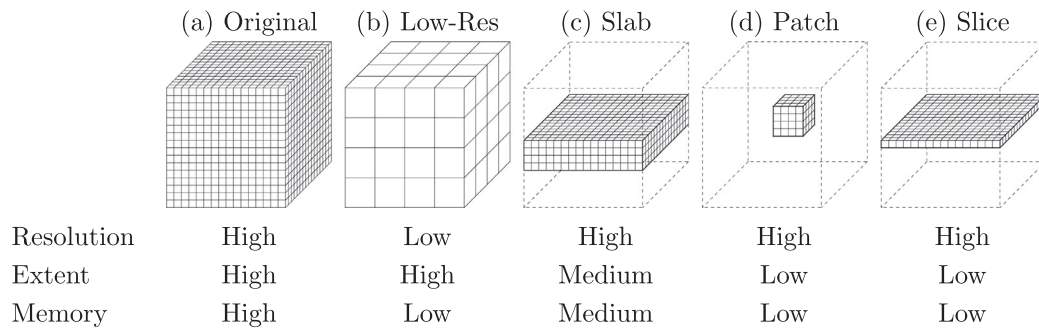 (a) Original (b) Low-Res (c) Slab (d) Patch (e) Slice
Resolution High Low High High High
Extent High High Medium Low Low
Memory High Low Medium Low Low